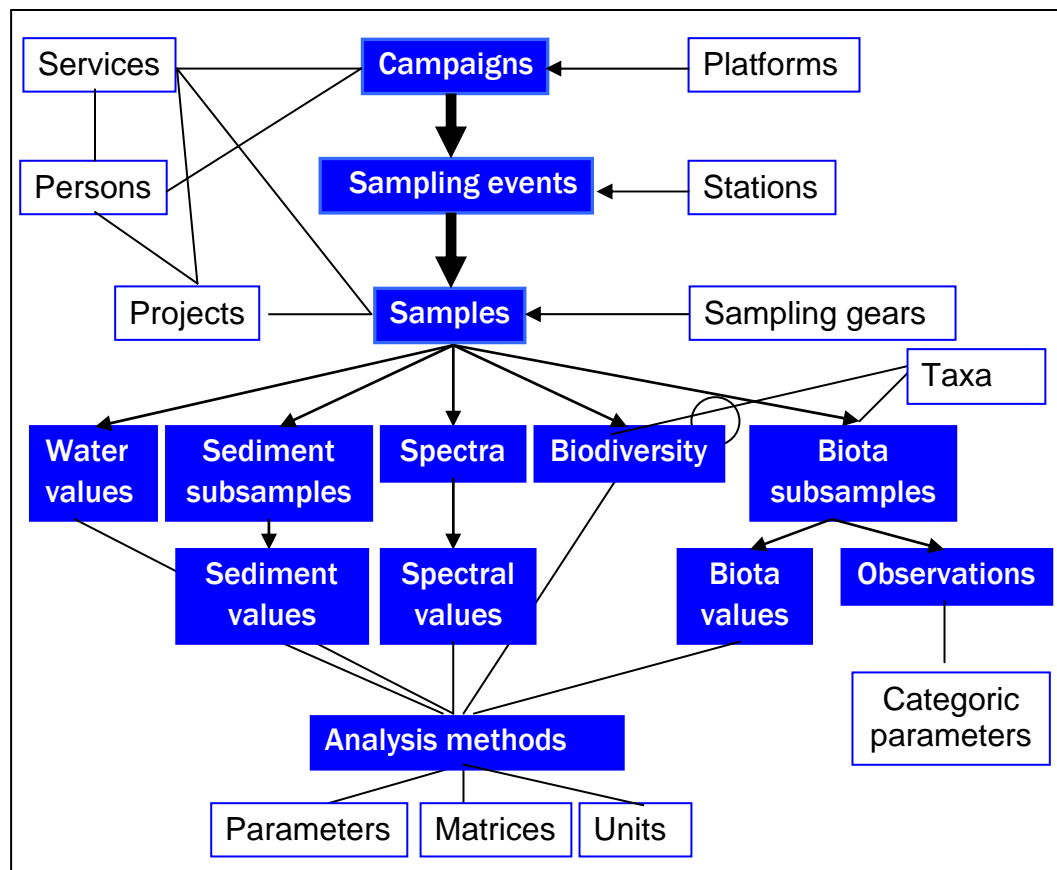 Services
Campaigns
Platforms
Persons
Sampling events
Stations
Projects
Samples
Sampling gears
Taxa
Water
values
Sediment
subsamples
Spectra
Biodiversity
Biota
subsamples
Sediment
values
Spectral
values
Biota
values
Observations
Categoric
parameters
Analysis methods
Parameters
Matrices
Units